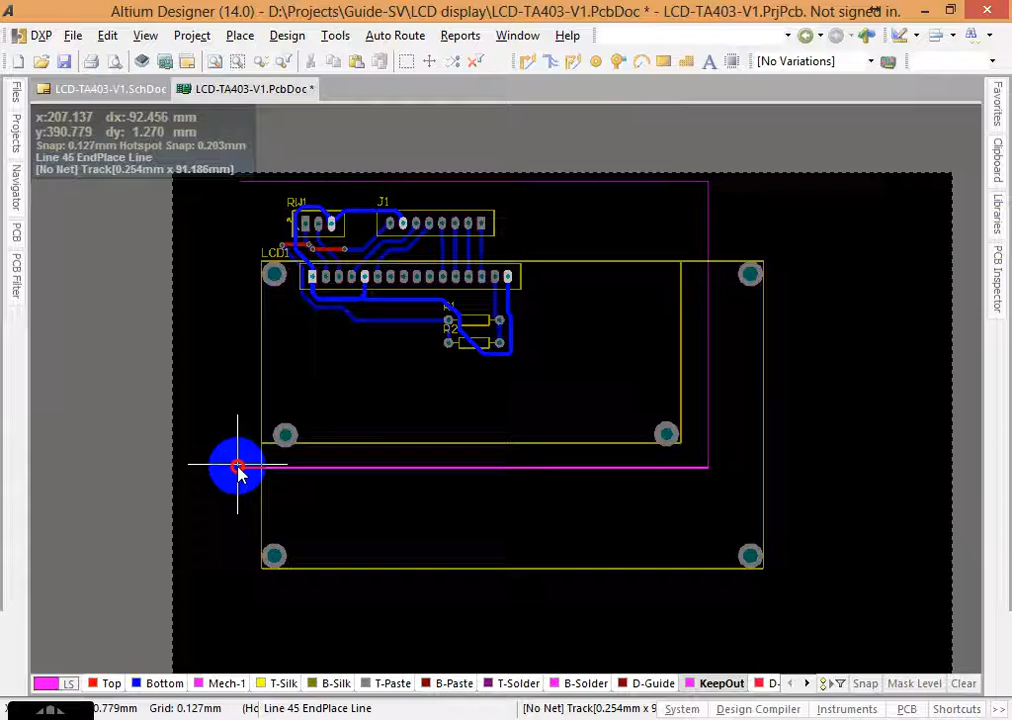 Altium Designer (14.0) - D:\Projects\Guide-SV\LCD display\LCD-TA403-V1.PcbDoc * - LCD-TA403-V1.PrjPcb. Not signed in.
DXP File Edit View Project Place Design Tools Auto Route Reports Window Help
[No Variations]
LCD-TA403-V1.SchDoc LCD-TA403-V1.PcbDoc *
Files
Projects
Navigator
PCB
PCB Filter
x:207.137 dx:-92.456 mm
y:390.779 dy: 1.270 mm
Snap: 0.127mm Hotspot Snap: 0.203mm
Line 45 EndPlace Line
[No Net] Track[0.254mm x 91.186mm]
RW1 J1
LCD1
R2
Favorites
Clipboard
Libraries
PCB Inspector
LS Top Bottom Mech-1 T-Silk B-Silk T-Paste B-Paste T-Solder B-Solder D-Guide KeepOut D- Snap Mask Level Clear
0.779mm Grid: 0.127mm (Ho Line 45 EndPlace Line [No Net] Track[0.254mm x 9 System Design Compiler Instruments PCB Shortcuts >>